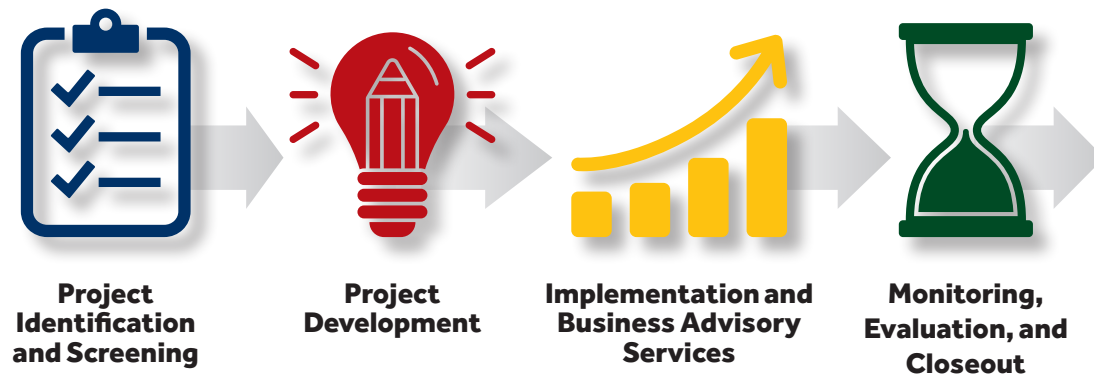 Project
Identification
and Screening
Project
Development
Implementation and
Business Advisory
Services
Monitoring,
Evaluation, and
Closeout